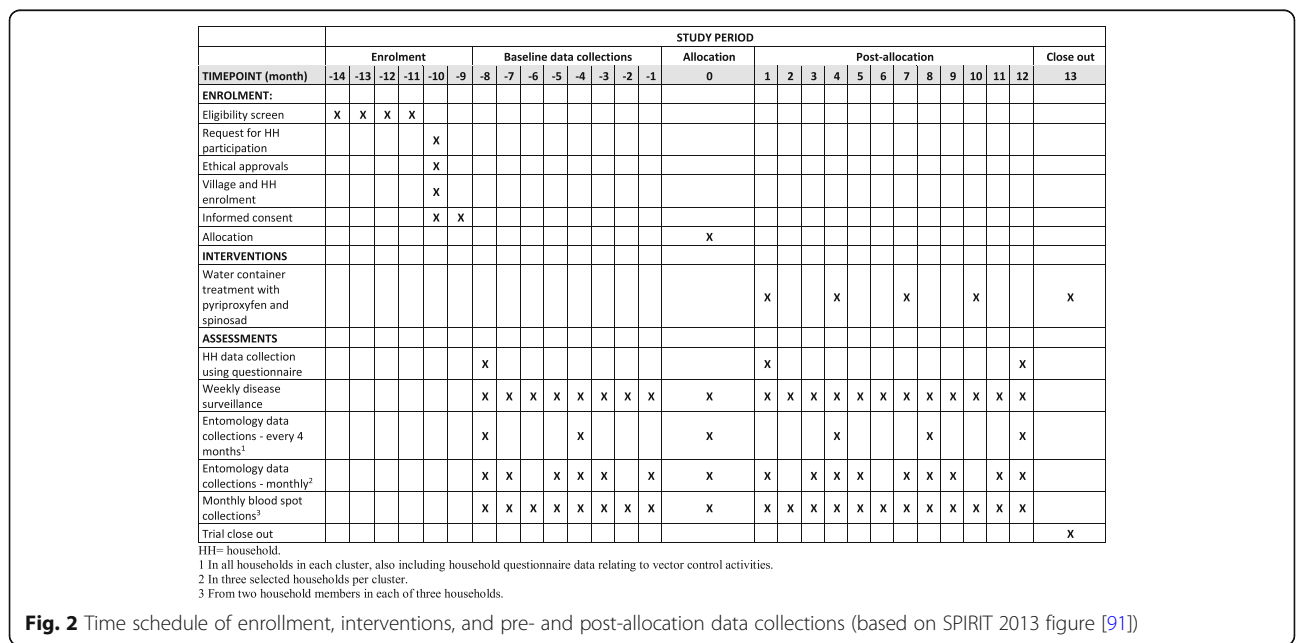 STUDY PERIOD
Enrolment Baseline data collections Allocation Post-allocation Close out
TIMEPOINT (month) -14 -13 -12 -11 -10 -9 -8 -7 -6 -5 -4 -3 -2 -1 0 1 2 3 4 5 6 7 8 9 10 11 12 13
ENROLMENT:
Eligibility screen X X X X
Request for HH
participation X
Ethical approvals X
Village and HH
enrolment X
Informed consent X X
Allocation X
INTERVENTIONS
Water container
treatment with
pyriproxyfen and
spinosad X X X X X
ASSESSMENTS
HH data collection
using questionnaire X X X
Weekly disease
surveillance X X X X X X X X X X X X X X X X X X X X X
Entomology data
collections - every 4
months1 X X X X X X
Entomology data
collections - monthly2 X X X X X X X X X X X X X X X X
Monthly blood spot
collections3 X X X X X X X X X X X X X X X X X X X X X
Trial close out X
HH= household.
1 In all households in each cluster, also including household questionnaire data relating to vector control activities.
2 In three selected households per cluster.
3 From two household members in each of three households.
Fig. 2 Time schedule of enrollment, interventions, and pre- and post-allocation data collections (based on SPIRIT 2013 figure [91])